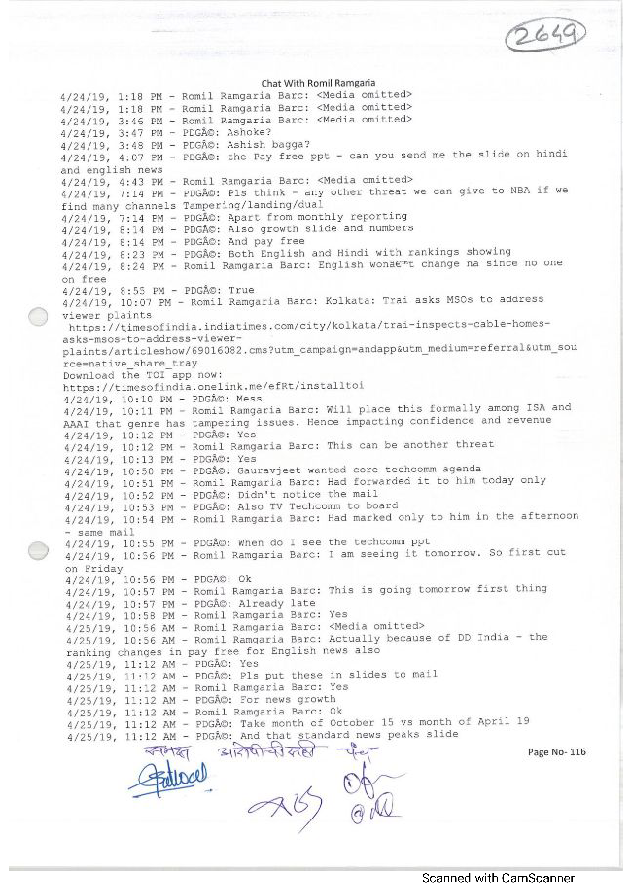 2649
Chat With Romil Ramgaria
4/24/19, 1:18 PM - Romil Ramgaria Barc: <Media omitted>
4/24/19, 1:18 PM - Romil Ramgaria Barc: <Media omitted>
4/24/19, 3:46 PM - Romil Ramgaria Barc: <Media omitted>
4/24/19, 3:47 PM - PDGÃ©: Ashoke?
4/24/19, 3:48 PM - PDGÃ©: Ashish bagga?
4/24/19, 4:07 PM - PDGÃ©: the Pay free ppt - can you send me the slide on hindi
and english news
4/24/19, 4:43 PM - Romil Ramgaria Barc: <Media omitted>
4/24/19, 7:14 PM - PDGÃ©: Pls think - any other threat we can give to NBA if we
find many channels Tampering/landing/dual
4/24/19, 7:14 PM - PDGÃ©: Apart from monthly reporting
4/24/19, 8:14 PM - PDGÃ©: Also growth slide and numbers
4/24/19, 8:14 PM - PDGÃ©: And pay free
4/24/19, 8:23 PM - PDGÃ©: Both English and Hindi with rankings showing
4/24/19, 8:24 PM - Romil Ramgaria Barc: English wonâ€™t change na since no one
on free
4/24/19, 8:55 PM - PDGÃ©: True
4/24/19, 10:07 PM - Romil Ramgaria Barc: Kolkata: Trai asks MSOs to address
viewer plaints
https://timesofindia.indiatimes.com/city/kolkata/trai-inspects-cable-homes-
asks-msos-to-address-viewer-
plaints/articleshow/69016082.cms?utm_campaign=andapp&utm_medium=referral&utm_sou
rce=native_share_tray
Download the TOI app now:
https://timesofindia.onelink.me/efRt/installtoi
4/24/19, 10:10 PM - PDGÃ©: Mess
4/24/19, 10:11 PM - Romil Ramgaria Barc: Will place this formally among ISA and
AAAI that genre has tampering issues. Hence impacting confidence and revenue
4/24/19, 10:12 PM - PDGÃ©: Yes
4/24/19, 10:12 PM - Romil Ramgaria Barc: This can be another threat
4/24/19, 10:13 PM - PDGÃ©: Yes
4/24/19, 10:50 PM - PDGÃ©: Gauravjeet wanted core techcomm agenda
4/24/19, 10:51 PM - Romil Ramgaria Barc: Had forwarded it to him today only
4/24/19, 10:52 PM - PDGÃ©: Didn't notice the mail
4/24/19, 10:53 PM - PDGÃ©: Also TV Techcomm to board
4/24/19, 10:54 PM - Romil Ramgaria Barc: Had marked only to him in the afternoon
- same mail
4/24/19, 10:55 PM - PDGÃ©: When do I see the techcomm ppt
4/24/19, 10:56 PM - Romil Ramgaria Barc: I am seeing it tomorrow. So first cut
on Friday
4/24/19, 10:56 PM - PDGÃ©: Ok
4/24/19, 10:57 PM - Romil Ramgaria Barc: This is going tomorrow first thing
4/24/19, 10:57 PM - PDGÃ©: Already late
4/24/19, 10:58 PM - Romil Ramgaria Barc: Yes
4/25/19, 10:56 AM - Romil Ramgaria Barc: <Media omitted>
4/25/19, 10:56 AM - Romil Ramgaria Barc: Actually because of DD India - the
ranking changes in pay free for English news also
4/25/19, 11:12 AM - PDGÃ©: Yes
4/25/19, 11:12 AM - PDGÃ©: Pls put these in slides to mail
4/25/19, 11:12 AM - Romil Ramgaria Barc: Yes
4/25/19, 11:12 AM - PDGÃ©: For news growth
4/25/19, 11:12 AM - Romil Ramgaria Barc: Ok
4/25/19, 11:12 AM - PDGÃ©: Take month of October 15 vs month of April 19
4/25/19, 11:12 AM - PDGÃ©: And that standard news peaks slide
समक्ष आरोपीची सही पंच
Page No- 11b
Scanned with CamScanner